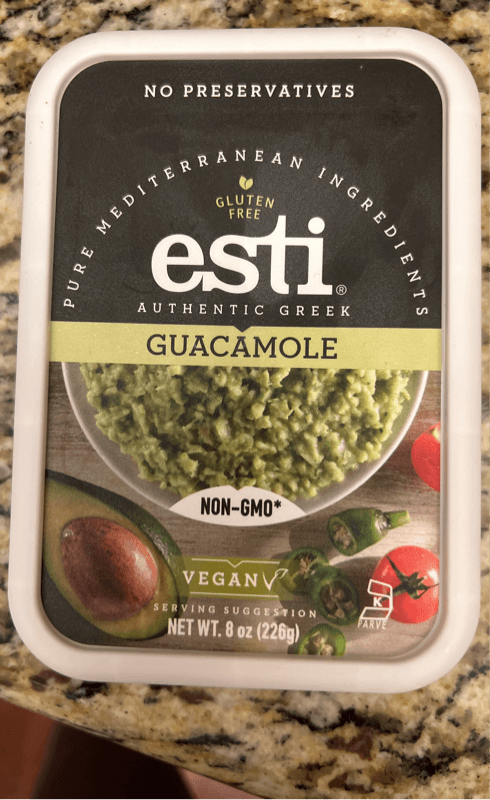 NO PRESERVATIVES
PURE MEDITERRANEAN INGREDIENTS
GLUTEN
FREE
esti®
AUTHENTIC GREEK
GUACAMOLE
NON-GMO*
VEGAN
SERVING SUGGESTION
NET WT. 8 oz (226g)
K
PARVE